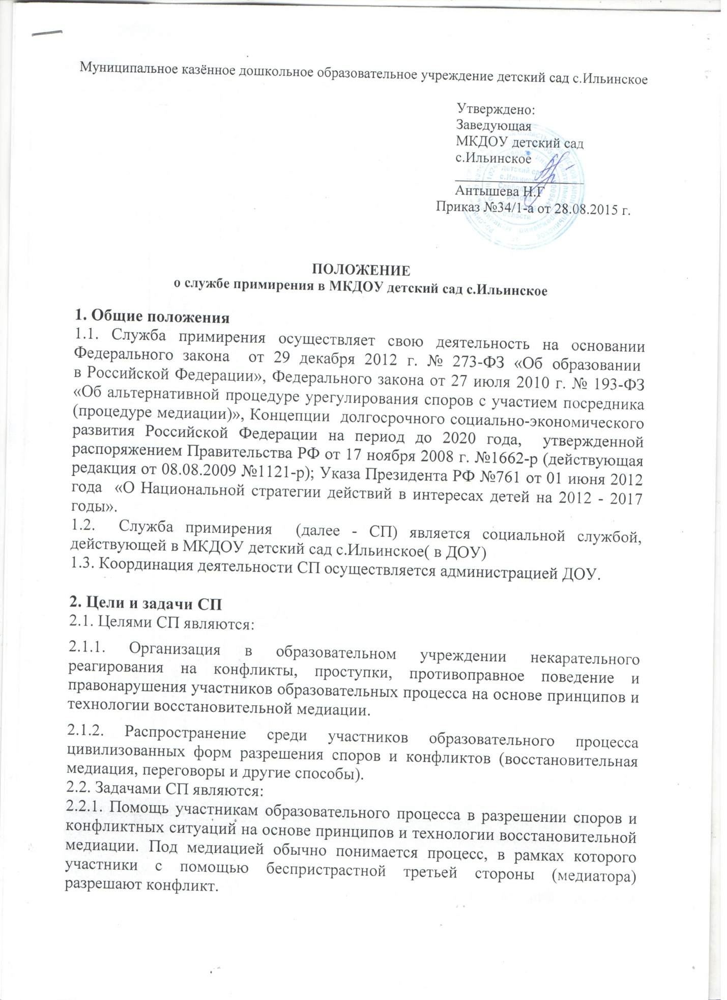 Муниципальное казённое дошкольное образовательное учреждение детский сад с.Ильинское
Утверждено:
Заведующая
МКДОУ детский сад
с.Ильинское
Антышева Н.Г
Приказ №34/1-а от 28.08.2015 г.
детский сад
с.Ильинское
Слободского
района
области
ПОЛОЖЕНИЕ
о службе примирения в МКДОУ детский сад с.Ильинское
1. Общие положения
1.1. Служба примирения осуществляет свою деятельность на основании
Федерального закона от 29 декабря 2012 г. № 273-ФЗ «Об образовании
в Российской Федерации», Федерального закона от 27 июля 2010 г. № 193-ФЗ
«Об альтернативной процедуре урегулирования споров с участием посредника
(процедуре медиации)», Концепции долгосрочного социально-экономического
развития Российской Федерации на период до 2020 года, утвержденной
распоряжением Правительства РФ от 17 ноября 2008 г. №1662-р (действующая
редакция от 08.08.2009 №1121-р); Указа Президента РФ №761 от 01 июня 2012
года «О Национальной стратегии действий в интересах детей на 2012 - 2017
годы».
1.2. Служба примирения (далее - СП) является социальной службой,
действующей в МКДОУ детский сад с.Ильинское( в ДОУ)
1.3. Координация деятельности СП осуществляется администрацией ДОУ.
2. Цели и задачи СП
2.1. Целями СП являются:
2.1.1. Организация в образовательном учреждении некарательного
реагирования на конфликты, проступки, противоправное поведение и
правонарушения участников образовательных процесса на основе принципов и
технологии восстановительной медиации.
2.1.2. Распространение среди участников образовательного процесса
цивилизованных форм разрешения споров и конфликтов (восстановительная
медиация, переговоры и другие способы).
2.2. Задачами СП являются:
2.2.1. Помощь участникам образовательного процесса в разрешении споров и
конфликтных ситуаций на основе принципов и технологии восстановительной
медиации. Под медиацией обычно понимается процесс, в рамках которого
участники с помощью беспристрастной третьей стороны (медиатора)
разрешают конфликт.